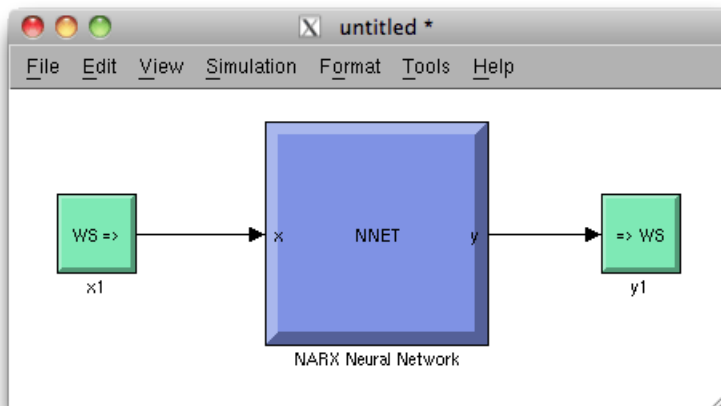 X untitled *
File Edit View Simulation Format Tools Help
WS => x NNET y => WS
x1 y1
NARX Neural Network